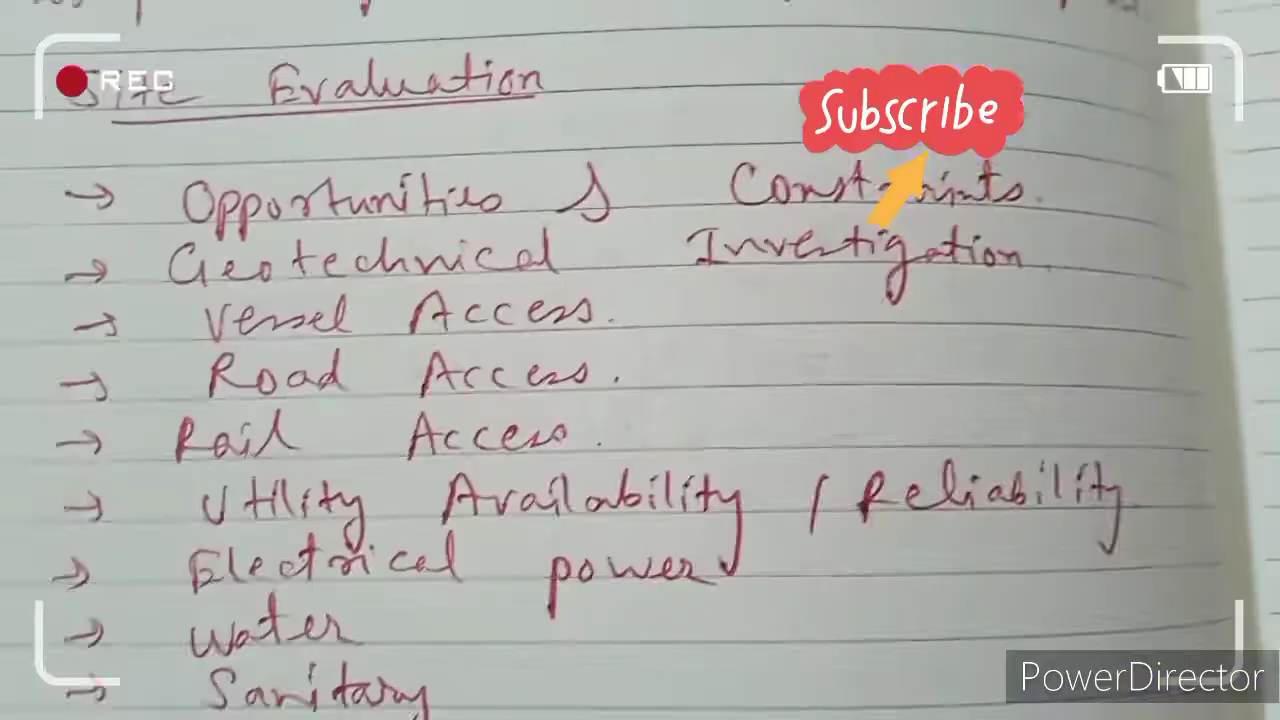 REC
Site Evaluation
Subscribe
→ Opportunities & Constraints.
→ Geotechnical Investigation
→ Vessel Access.
→ Road Access.
→ Rail Access.
→ Utility Availability / Reliability
→ Electrical power
→ Water
→ Sanitary
PowerDirector